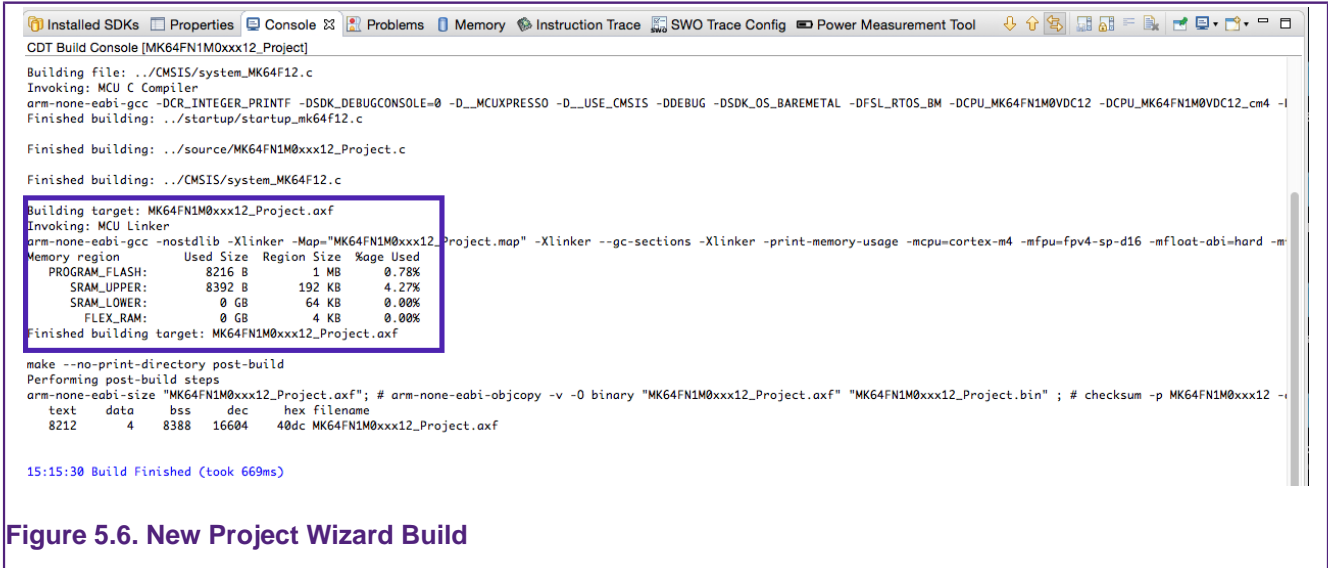 Installed SDKs Properties Console Problems Memory Instruction Trace SWO Trace Config Power Measurement Tool
CDT Build Console [MK64FN1M0xxx12_Project]
Building file: ../CMSIS/system_MK64F12.c
Invoking: MCU C Compiler
arm-none-eabi-gcc -DCR_INTEGER_PRINTF -DSDK_DEBUGCONSOLE=0 -D__MCUXPRESSO -D__USE_CMSIS -DDEBUG -DSDK_OS_BAREMETAL -DFSL_RTOS_BM -DCPU_MK64FN1M0VDC12 -DCPU_MK64FN1M0VDC12_cm4
Finished building: ../startup/startup_mk64f12.c
Finished building: ../source/MK64FN1M0xxx12_Project.c
Finished building: ../CMSIS/system_MK64F12.c
Building target: MK64FN1M0xxx12_Project.axf
Invoking: MCU Linker
arm-none-eabi-gcc -nostdlib -Xlinker -Map="MK64FN1M0xxx12_Project.map" -Xlinker --gc-sections -Xlinker -print-memory-usage -mcpu=cortex-m4 -mfpu=fpv4-sp-d16 -mfloat-abi=hard
Memory region Used Size Region Size %age Used
PROGRAM_FLASH: 8216 B 1 MB 0.78%
SRAM_UPPER: 8392 B 192 KB 4.27%
SRAM_LOWER: 0 GB 64 KB 0.00%
FLEX_RAM: 0 GB 4 KB 0.00%
Finished building target: MK64FN1M0xxx12_Project.axf
make --no-print-directory post-build
Performing post-build steps
arm-none-eabi-size "MK64FN1M0xxx12_Project.axf"; # arm-none-eabi-objcopy -v -O binary "MK64FN1M0xxx12_Project.axf" "MK64FN1M0xxx12_Project.bin" ; # checksum -p MK64FN1M0xxx12
text data bss dec hex filename
8212 4 8388 16604 40dc MK64FN1M0xxx12_Project.axf
15:15:30 Build Finished (took 669ms)
Figure 5.6. New Project Wizard Build